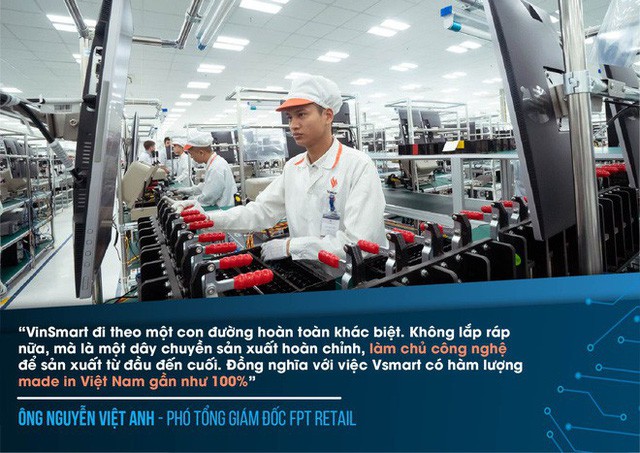 “VinSmart đi theo một con đường hoàn toàn khác biệt. Không lắp ráp
nữa, mà là một dây chuyền sản xuất hoàn chỉnh, làm chủ công nghệ
để sản xuất từ đầu đến cuối. Đồng nghĩa với việc Vsmart có hàm lượng
made in Việt Nam gần như 100%”
ÔNG NGUYỄN VIỆT ANH - PHÓ TỔNG GIÁM ĐỐC FPT RETAIL